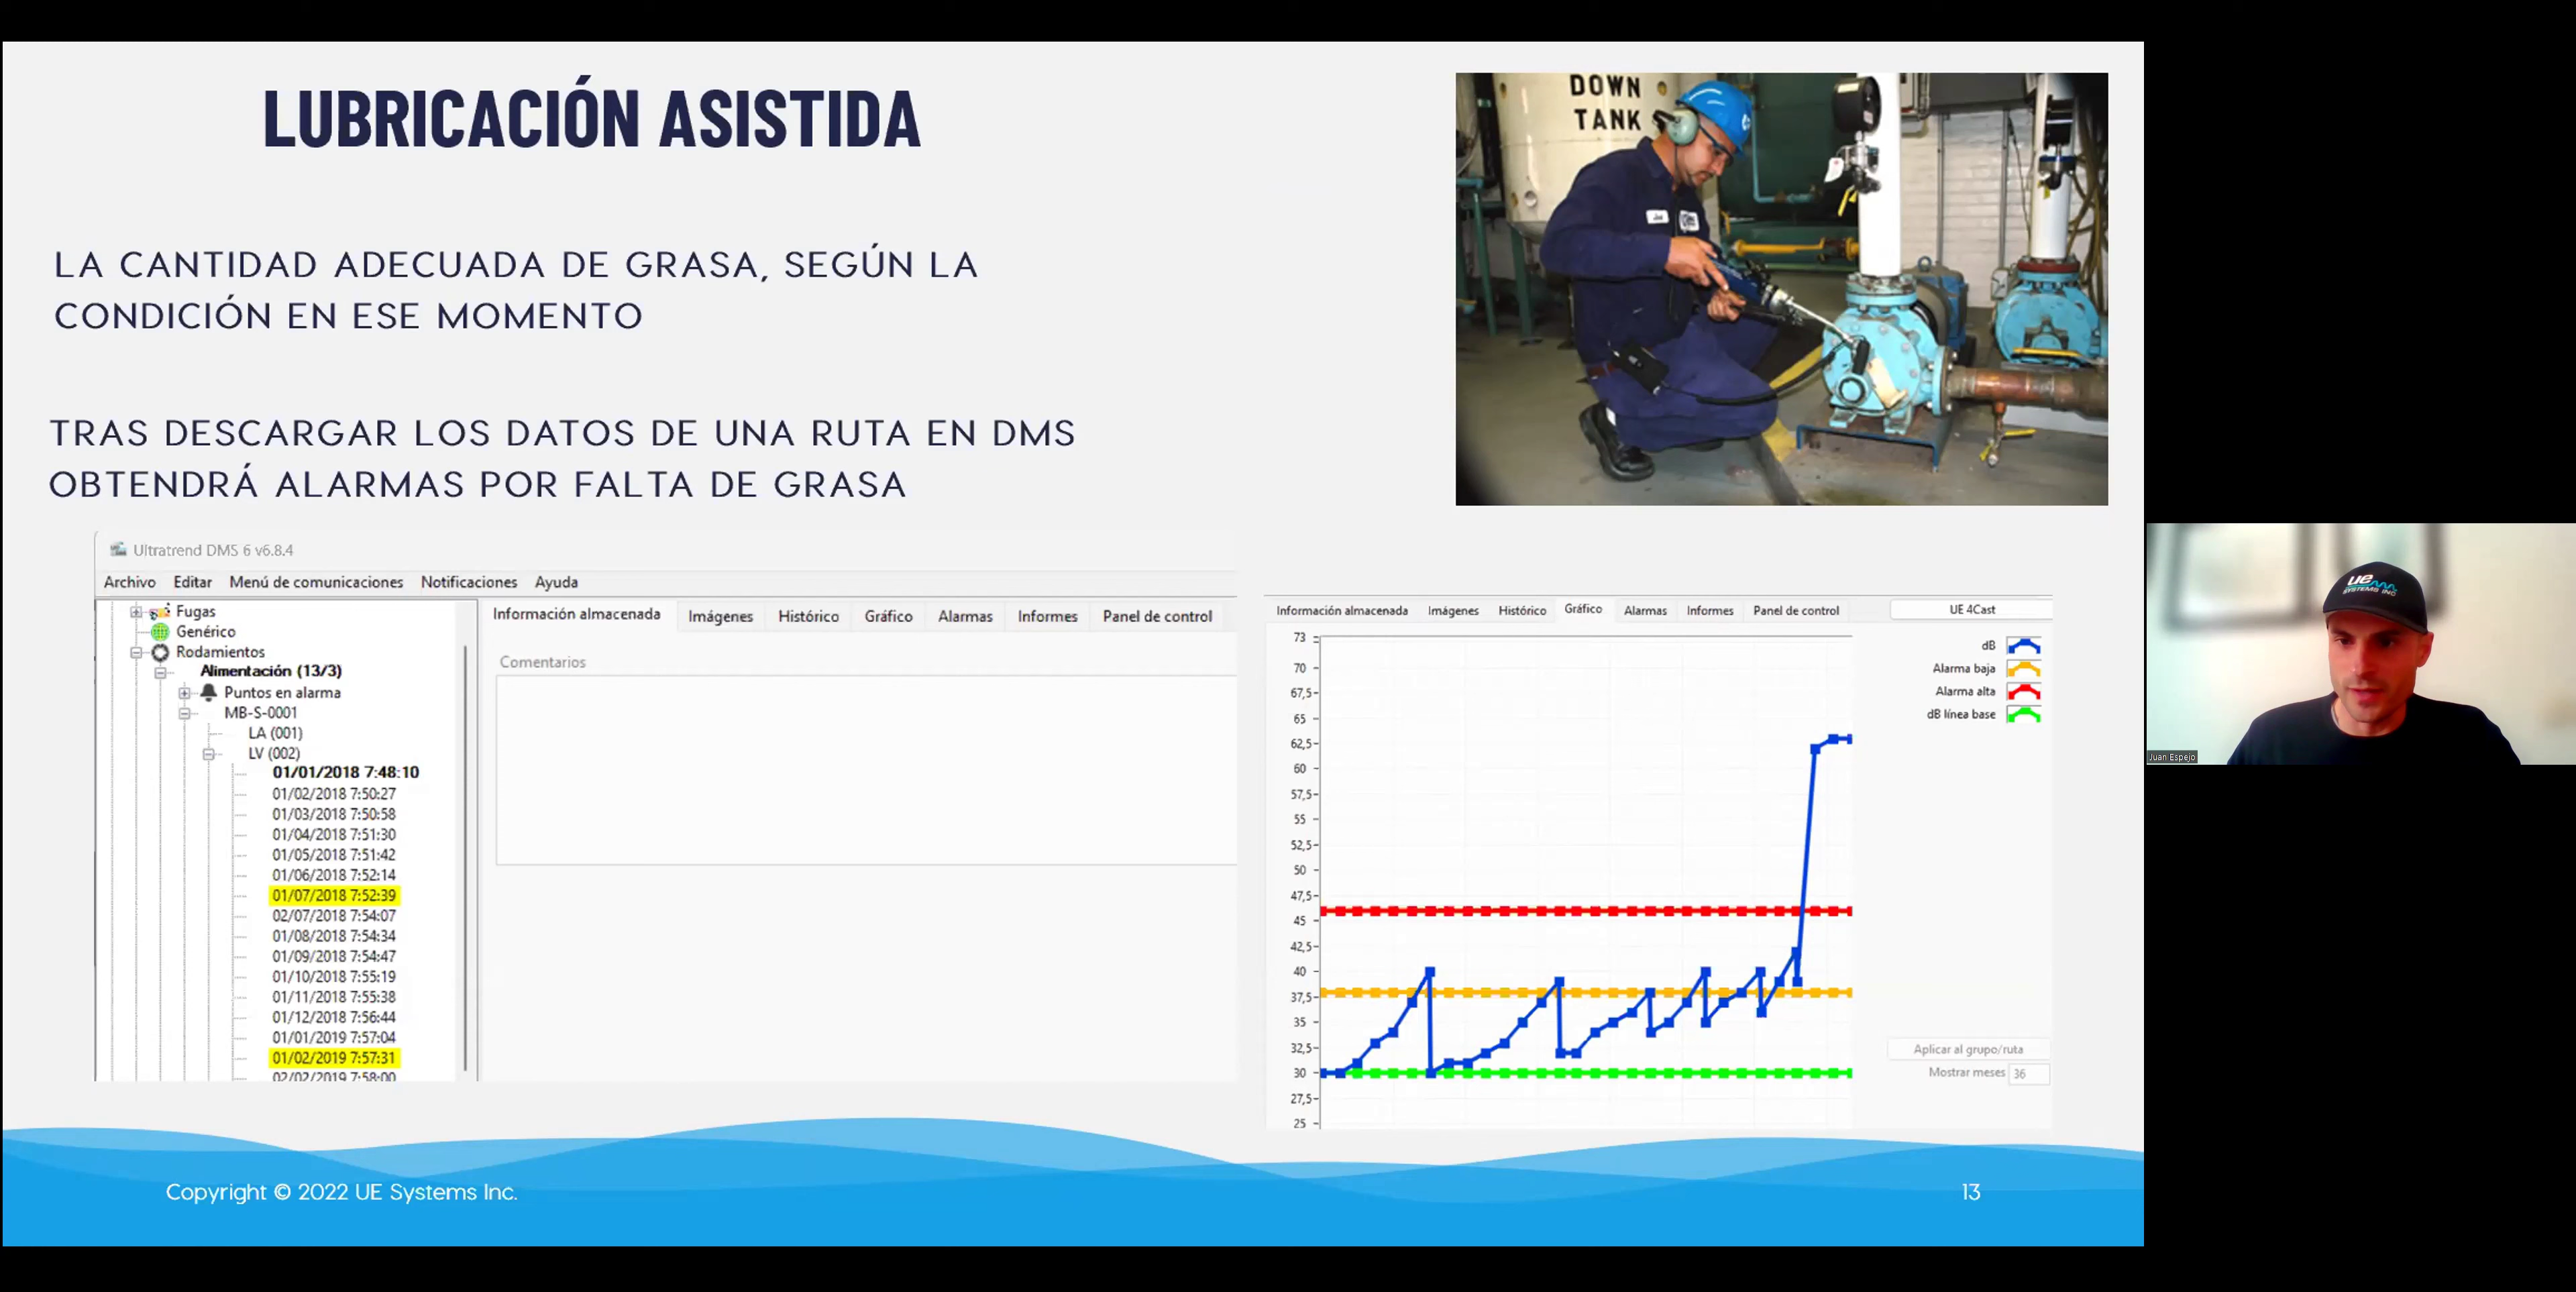 LUBRICACIÓN ASISTIDA
LA CANTIDAD ADECUADA DE GRASA, SEGÚN LA
CONDICIÓN EN ESE MOMENTO
TRAS DESCARGAR LOS DATOS DE UNA RUTA EN DMS
OBTENDRÁ ALARMAS POR FALTA DE GRASA
DOWN
TANK
Ultratrend DMS 6 v6.8.4
Archivo Editar Menú de comunicaciones Notificaciones Ayuda
Información almacenada Imágenes Histórico Gráfico Alarmas Informes Panel de control
Comentarios
Fugas
Genérico
Rodamientos
Alimentación (13/3)
Puntos en alarma
MB-S-0001
LA (001)
LV (002)
01/01/2018 7:48:10
01/02/2018 7:50:27
01/03/2018 7:50:58
01/04/2018 7:51:30
01/05/2018 7:51:42
01/06/2018 7:52:14
01/07/2018 7:52:39
02/07/2018 7:54:07
01/08/2018 7:54:34
01/09/2018 7:54:47
01/10/2018 7:55:19
01/11/2018 7:55:38
01/12/2018 7:56:44
01/01/2019 7:57:04
01/02/2019 7:57:31
02/02/2019 7:58:00
Información almacenada Imágenes Histórico Gráfico Alarmas Informes Panel de control
UE 4Cast
73
70
67,5
65
62,5
60
57,5
55
52,5
50
47,5
45
42,5
40
37,5
35
32,5
30
27,5
25
dB
Alarma baja
Alarma alta
dB línea base
Aplicar al grupo/ruta
Mostrar meses 36
Copyright © 2022 UE Systems Inc.
13
ue
SYSTEMS INC
Juan Espejo